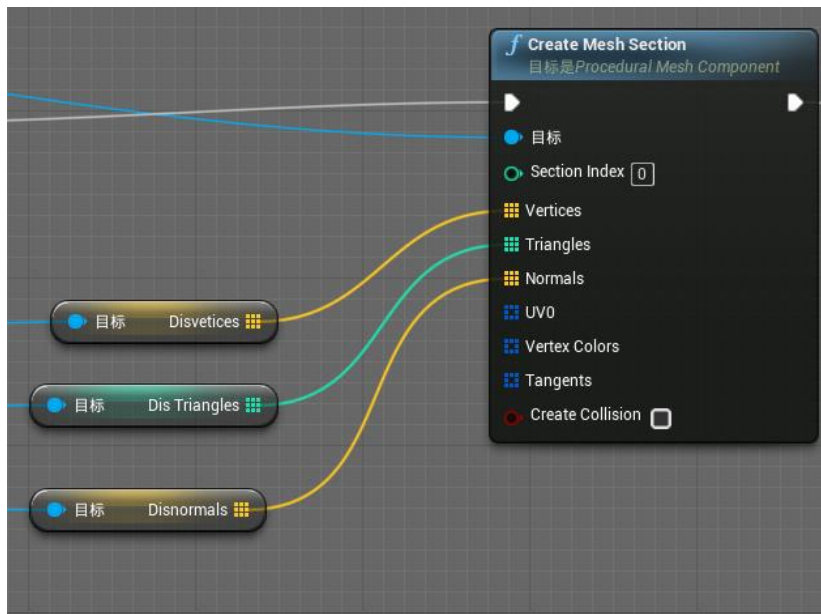 f Create Mesh Section
目标是Procedural Mesh Component
目标
Section Index 0
Vertices
Triangles
Normals
UV0
Vertex Colors
Tangents
Create Collision
目标 Disvetices
目标 Dis Triangles
目标 Disnormals